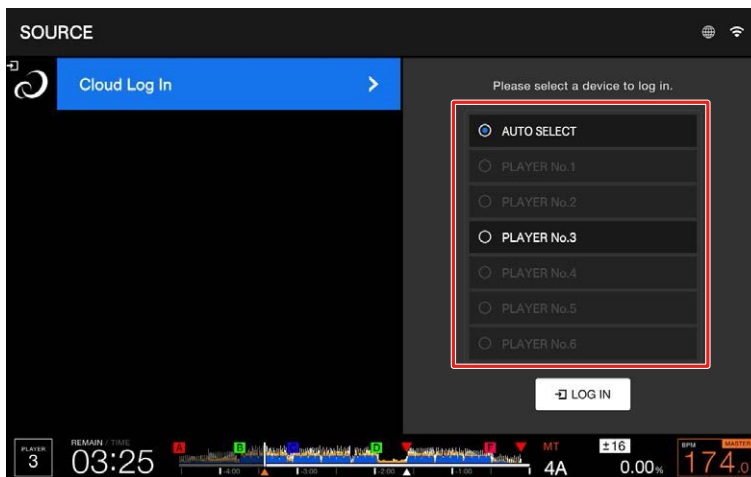 SOURCE
Cloud Log In
Please select a device to log in.
AUTO SELECT
PLAYER No.1
PLAYER No.2
PLAYER No.3
PLAYER No.4
PLAYER No.5
PLAYER No.6
LOG IN
PLAYER
3
REMAIN / TIME
03:25
A
B
C
D
E
-4:00
-3:00
-2:00
-1:00
MT
4A
±16
0.00%
BPM
MASTER
174.0